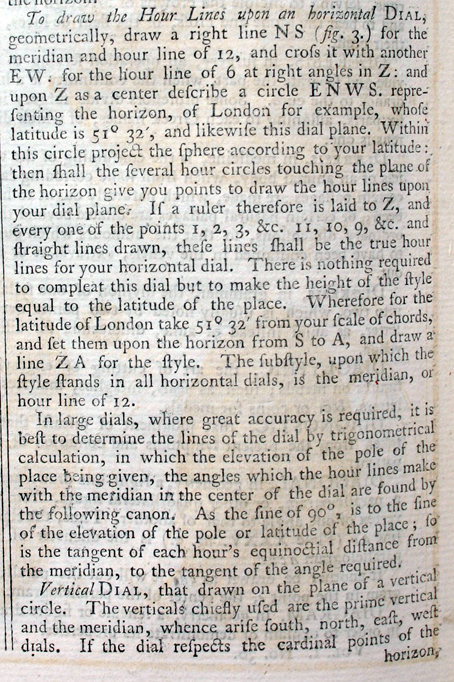 the horizon.
To draw the Hour Lines upon an horizontal DIAL,
geometrically, draw a right line NS (fig. 3.) for the
meridian and hour line of 12, and croſs it with another
EW. for the hour line of 6 at right angles in Z: and
upon Z as a center deſcribe a circle ENWS. repre-
ſenting the horizon, of London for example, whoſe
latitude is 51° 32′, and likewiſe this dial plane. Within
this circle project the ſphere according to your latitude:
then ſhall the ſeveral hour circles touching the plane of
the horizon give you points to draw the hour lines upon
your dial plane. If a ruler therefore is laid to Z, and
every one of the points 1, 2, 3, &c. 11, 10, 9, &c. and
ſtraight lines drawn, theſe lines ſhall be the true hour
lines for your horizontal dial. There is nothing required
to compleat this dial but to make the height of the ſtyle
equal to the latitude of the place. Wherefore for the
latitude of London take 51° 32′ from your ſcale of chords,
and ſet them upon the horizon from S to A, and draw a
line ZA for the ſtyle. The ſubſtyle, upon which the
ſtyle ſtands in all horizontal dials, is the meridian, or
hour line of 12.
In large dials, where great accuracy is required, it is
beſt to determine the lines of the dial by trigonometrical
calculation, in which the elevation of the pole of the
place being given, the angles which the hour lines make
with the meridian in the center of the dial are found by
the following canon. As the ſine of 90°, is to the ſine
of the elevation of the pole or latitude of the place; ſo
is the tangent of each hour's equinoctial diſtance from
the meridian, to the tangent of the angle required.
Vertical DIAL, that drawn on the plane of a vertical
circle. The verticals chiefly uſed are the prime vertical
and the meridian, whence ariſe ſouth, north, eaſt, weſt
dials. If the dial reſpects the cardinal points of the
horizon,